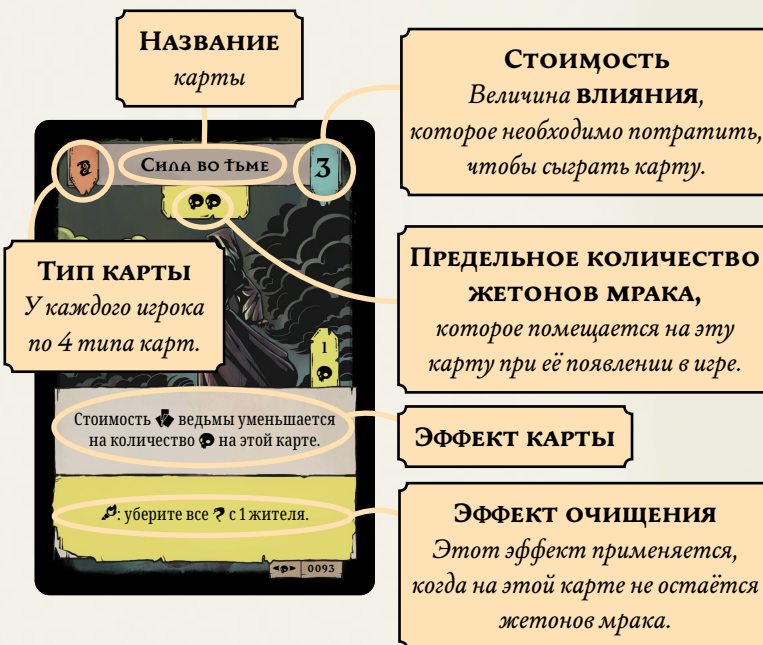 Название
карты
Стоимость
Величина влияния,
которое необходимо потратить,
чтобы сыграть карту.
Сила во тьме
3
Тип карты
У каждого игрока
по 4 типа карт.
Предельное количество
жетонов мрака,
которое помещается на эту
карту при её появлении в игре.
1
Стоимость ведьмы уменьшается
на количество на этой карте.
Эффект карты
: уберите все с 1 жителя.
Эффект очищения
Этот эффект применяется,
когда на этой карте не остаётся
жетонов мрака.
0093